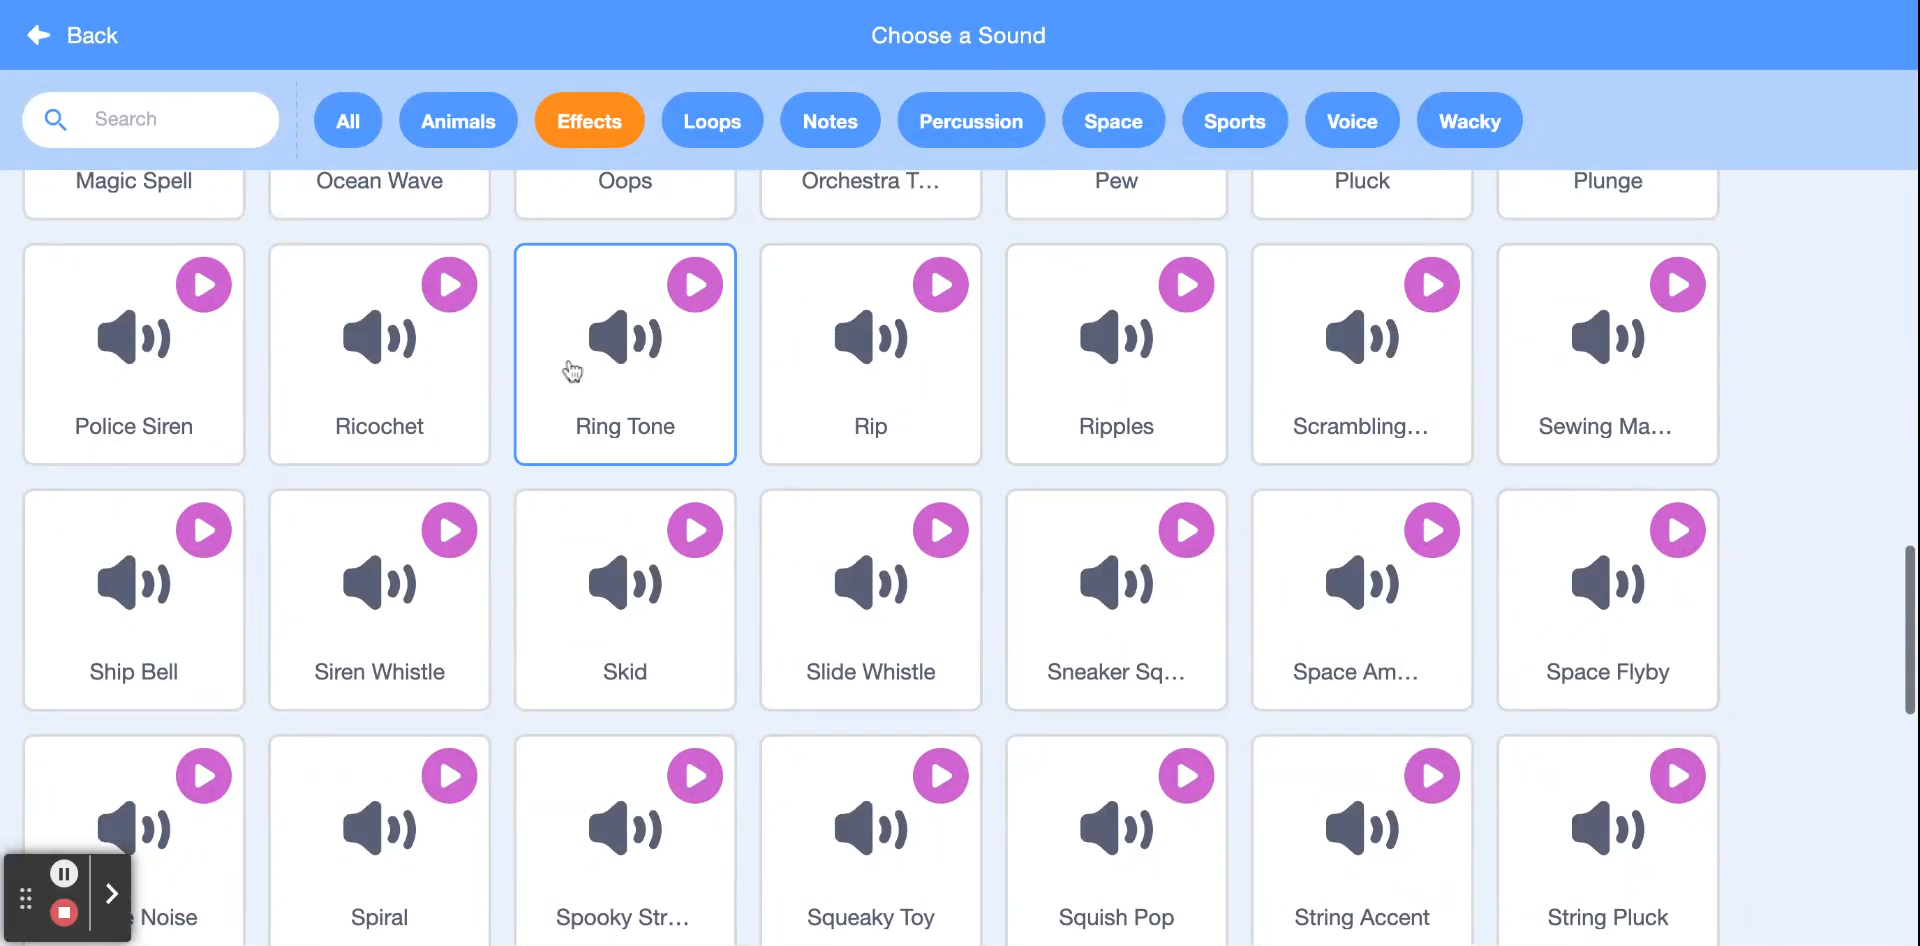 Back
Choose a Sound
Search
All Animals Effects Loops Notes Percussion Space Sports Voice Wacky
Magic Spell Ocean Wave Oops Orchestra T... Pew Pluck Plunge
Police Siren Ricochet Ring Tone Rip Ripples Scrambling... Sewing Ma...
Ship Bell Siren Whistle Skid Slide Whistle Sneaker Sq... Space Am... Space Flyby
Noise Spiral Spooky Str... Squeaky Toy Squish Pop String Accent String Pluck